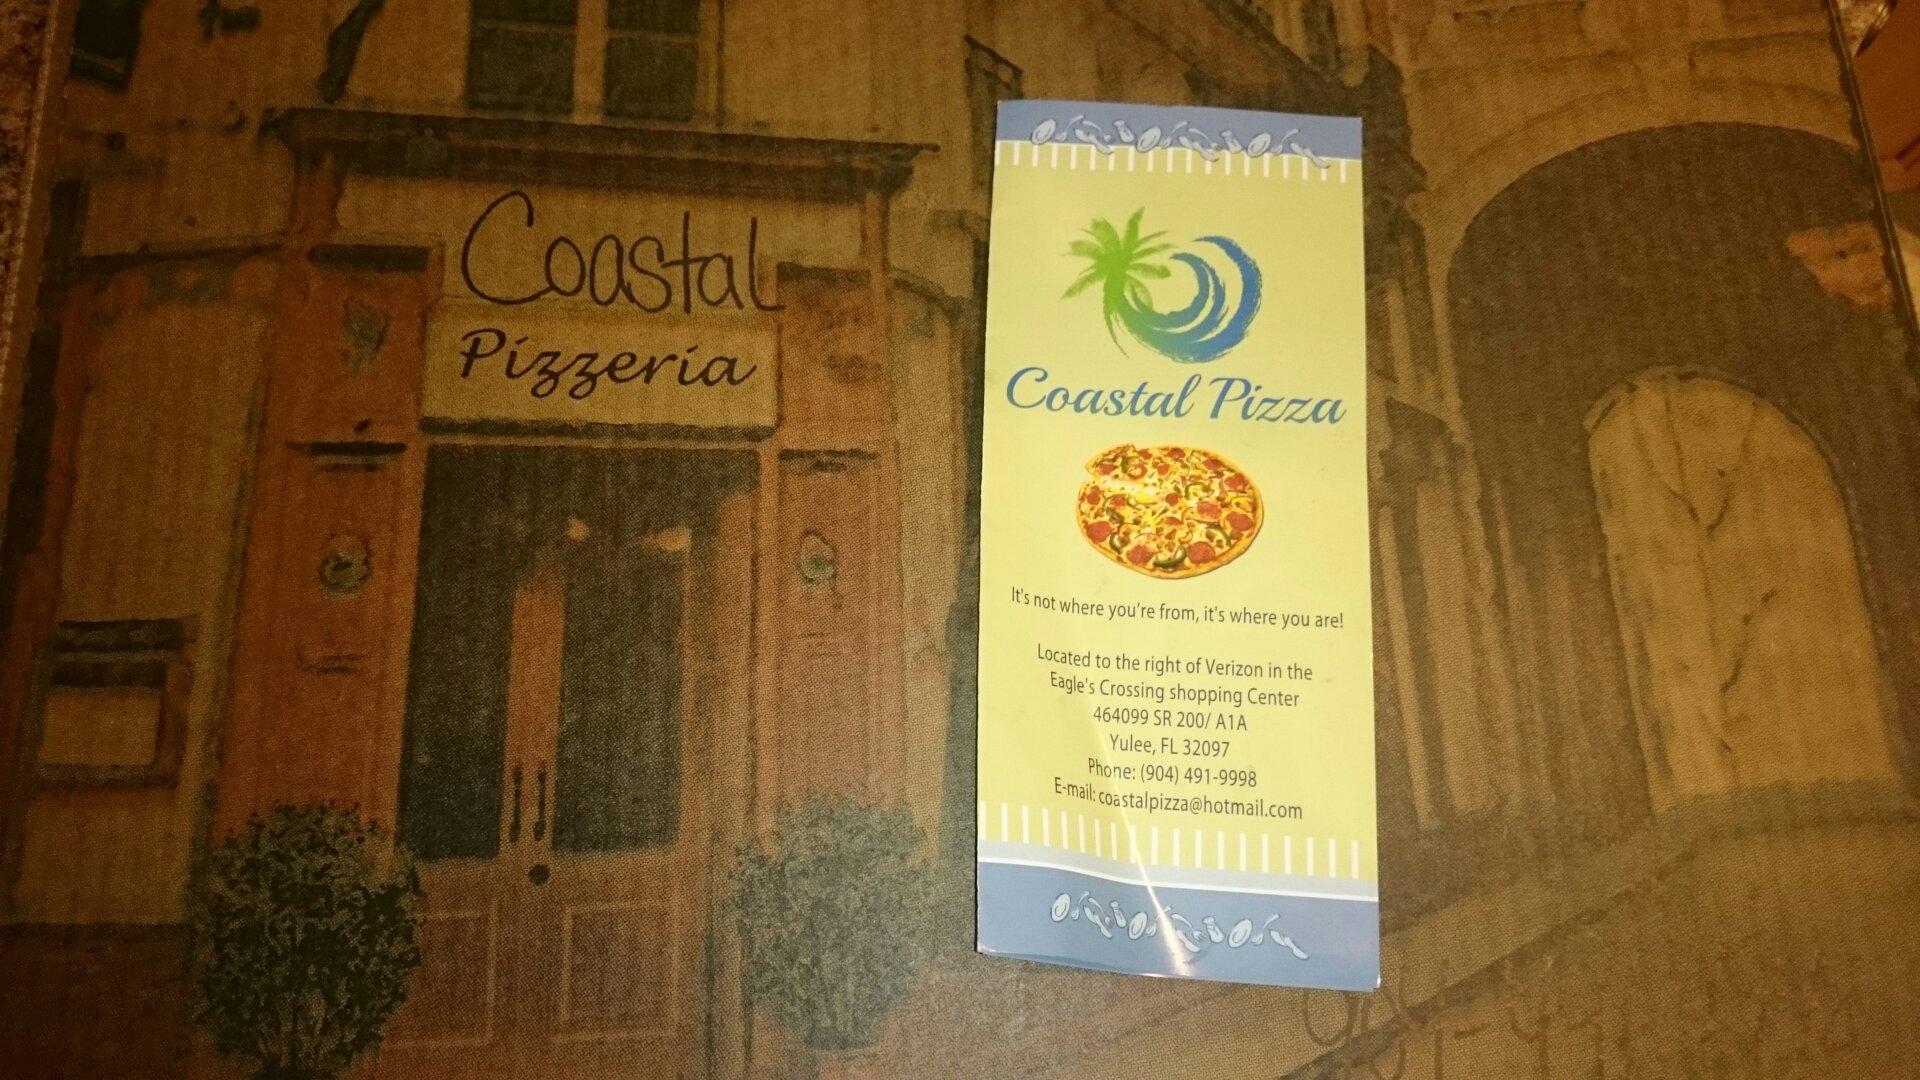 Coastal
Pizzeria
Coastal Pizza
It's not where you're from, it's where you are!
Located to the right of Verizon in the
Eagle's Crossing shopping Center
464099 SR 200/ A1A
Yulee, FL 32097
Phone: (904) 491-9998
E-mail: coastalpizza@hotmail.com